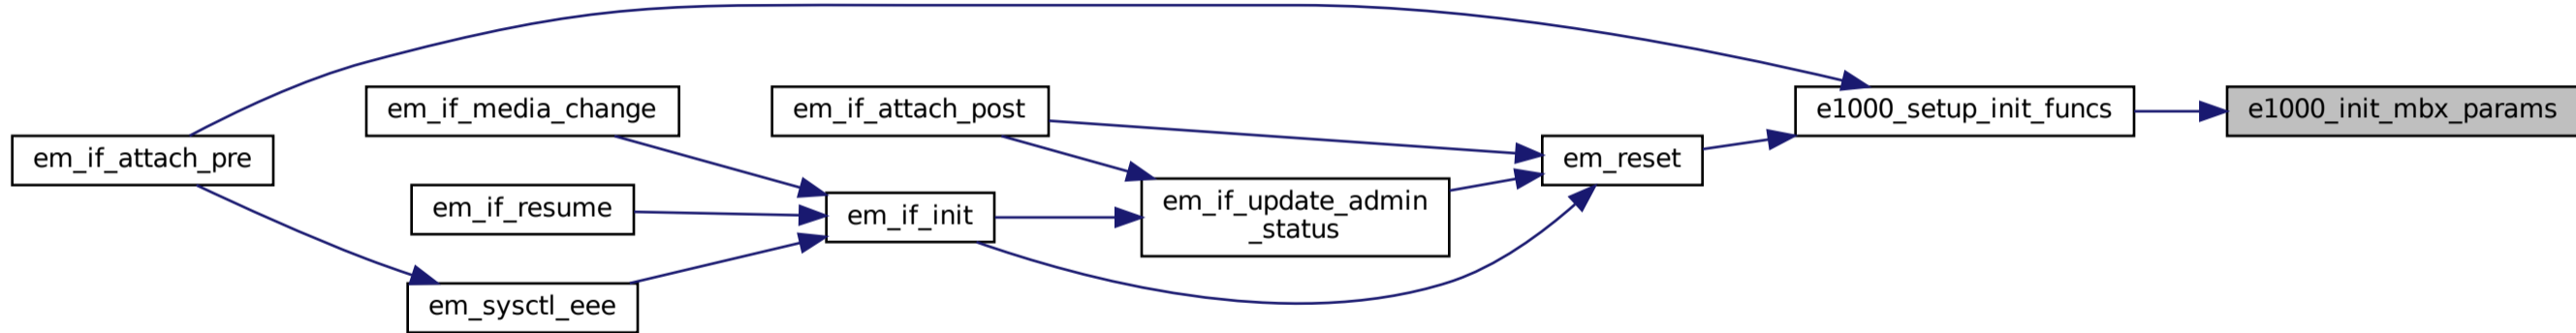 em_if_attach_pre
em_if_media_change
em_if_resume
em_sysctl_eee
em_if_attach_post
em_if_init
em_if_update_admin
_status
em_reset
e1000_setup_init_funcs
e1000_init_mbx_params